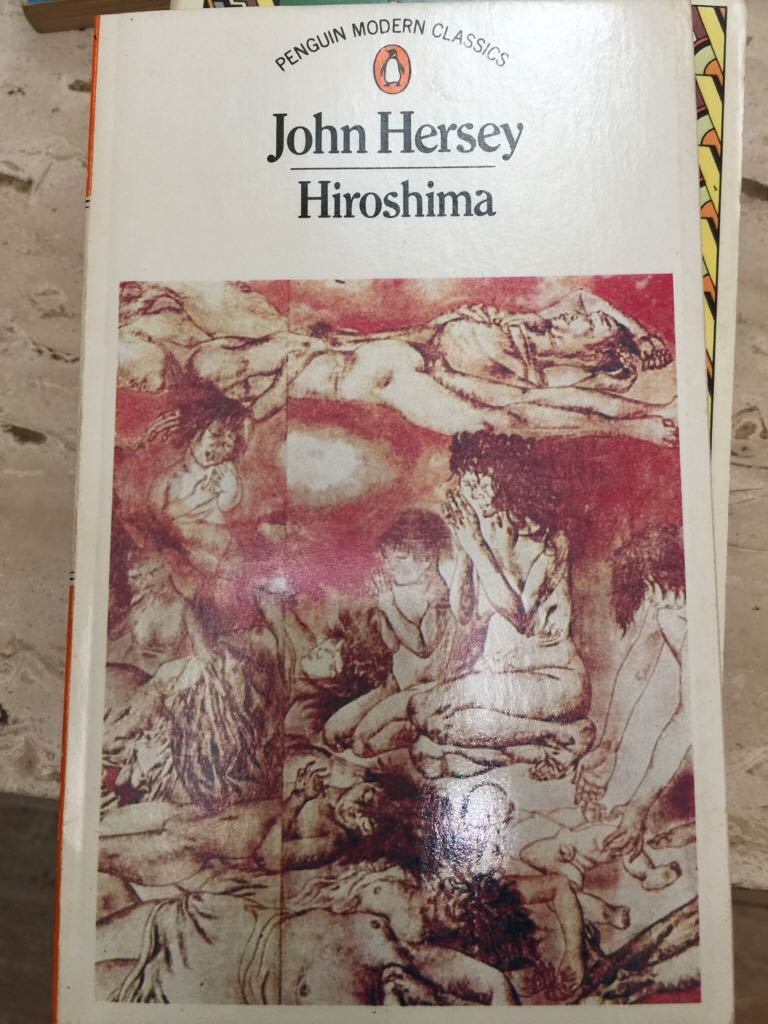 PENGUIN MODERN CLASSICS
John Hersey
Hiroshima